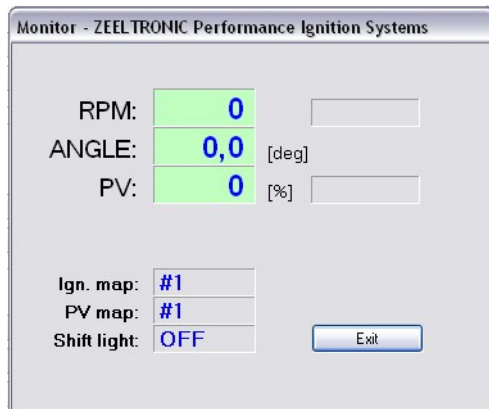 Monitor - ZEELTRONIC Performance Ignition Systems
RPM: 0
ANGLE: 0,0 [deg]
PV: 0 [%]
Ign. map: #1
PV map: #1
Shift light: OFF
Exit